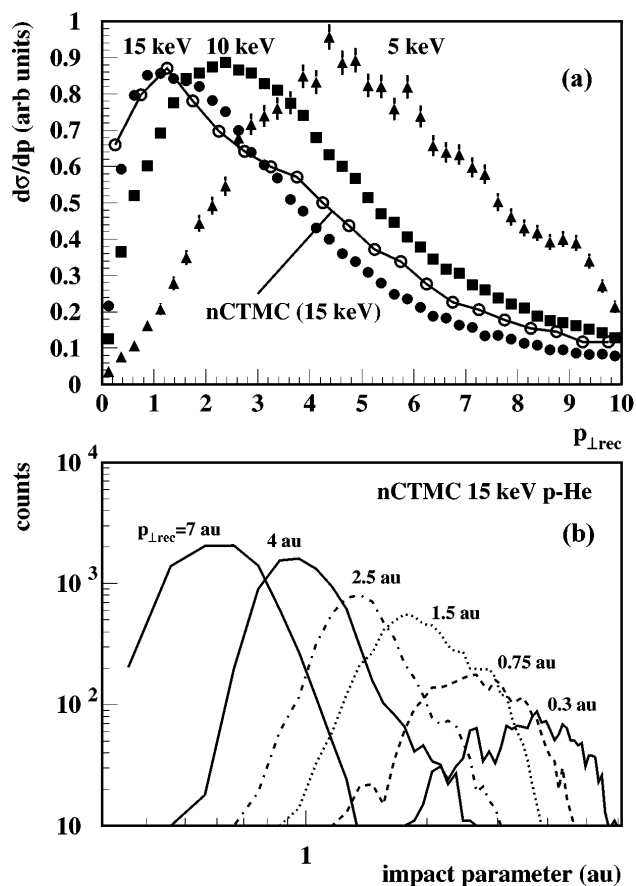 dσ/dp (arb units)
1
0.9
0.8
0.7
0.6
0.5
0.4
0.3
0.2
0.1
0
15 keV
10 keV
5 keV
(a)
nCTMC (15 keV)
0 1 2 3 4 5 6 7 8 9 10
p⊥rec
counts
10⁴
10³
10²
10
nCTMC 15 keV p-He
(b)
p⊥rec=7 au
4 au
2.5 au
1.5 au
0.75 au
0.3 au
1
impact parameter (au)